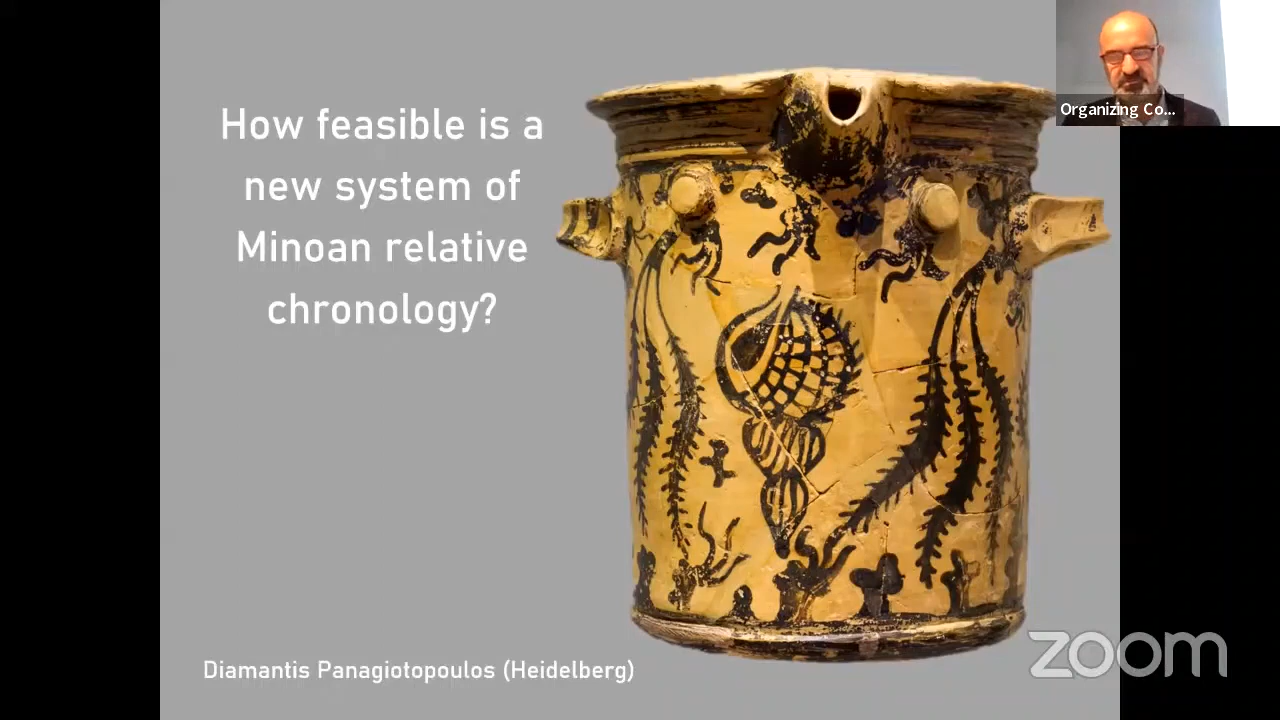 How feasible is a
new system of
Minoan relative
chronology?
Organizing Co...
Diamantis Panagiotopoulos (Heidelberg)
zoom